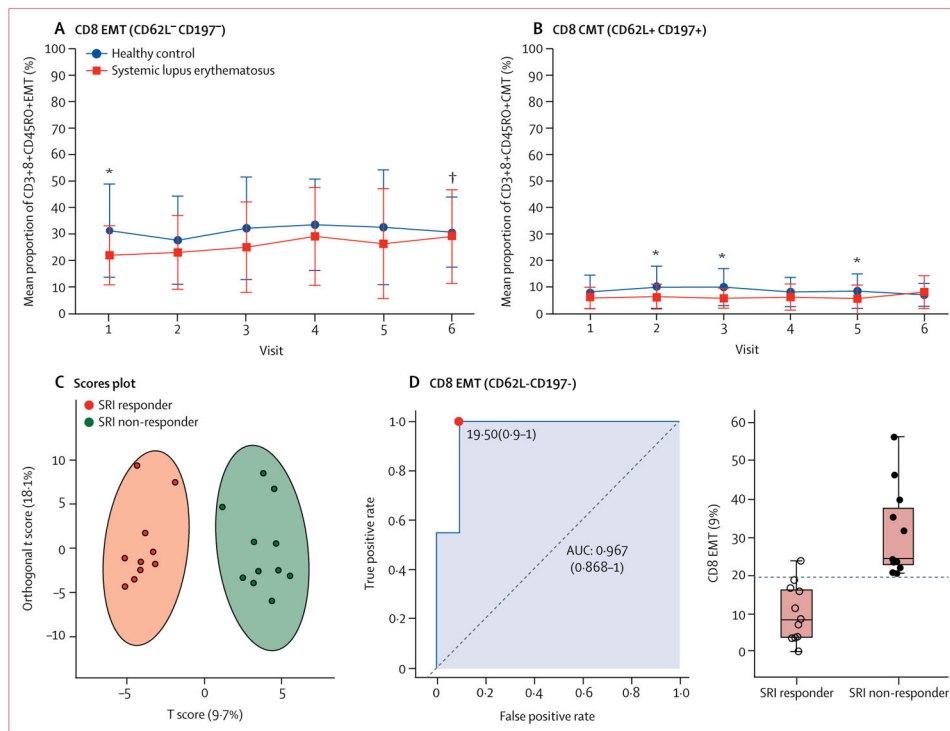 A CD8 EMT (CD62L⁻ CD197⁻)
Healthy control
Systemic lupus erythematosus
Mean proportion of CD3+8+CD45RO+EMT (%)
100
90
80
70
60
50
40
30
20
10
0
*
†
1 2 3 4 5 6
Visit
B CD8 CMT (CD62L+ CD197+)
Mean proportion of CD3+8+CD45RO+CMT (%)
100
90
80
70
60
50
40
30
20
10
0
* * *
1 2 3 4 5 6
Visit
C Scores plot
SRI responder
SRI non-responder
Orthogonal t score (18·1%)
10
5
0
−5
−10
−5 0 5
T score (9·7%)
D CD8 EMT (CD62L-CD197-)
True positive rate
1·0
0·8
0·6
0·4
0·2
0
19·50(0·9–1)
AUC: 0·967
(0·868–1)
0 0·2 0·4 0·6 0·8 1·0
False positive rate
CD8 EMT (9%)
60
50
40
30
20
10
0
SRI responder SRI non-responder